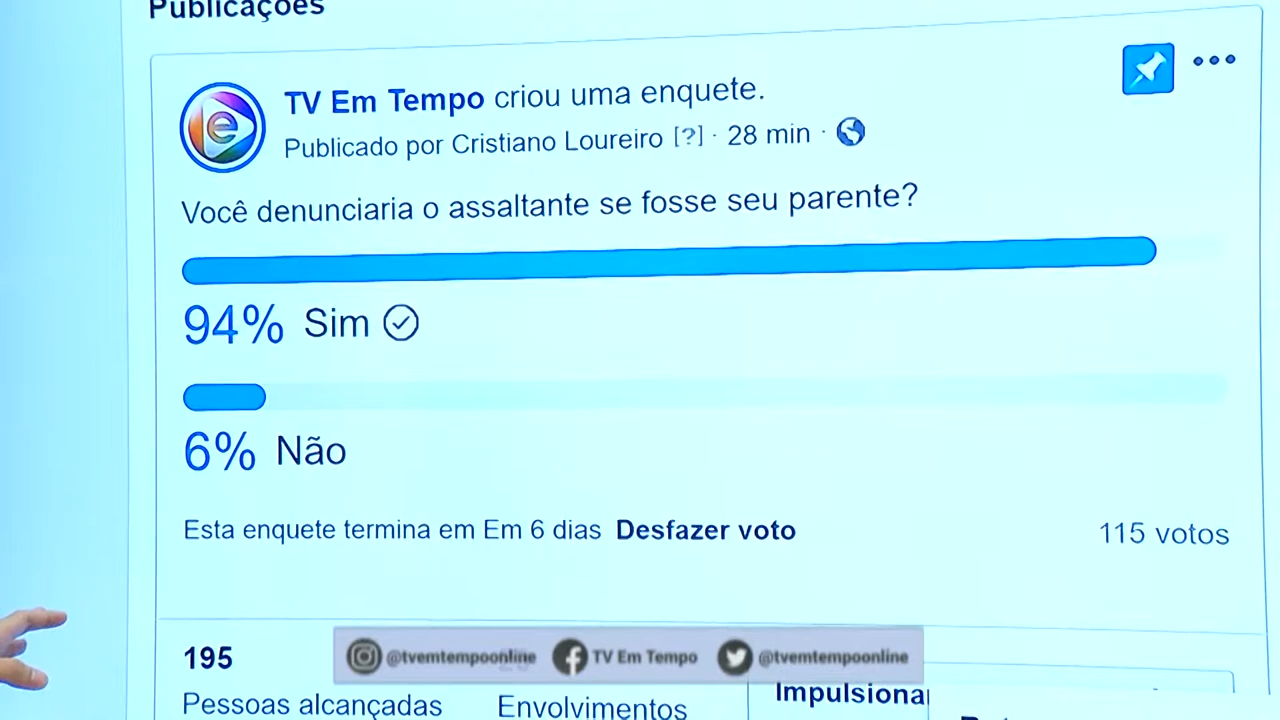 Publicações
TV Em Tempo criou uma enquete.
Publicado por Cristiano Loureiro [?] · 28 min ·
Você denunciaria o assaltante se fosse seu parente?
94% Sim
6% Não
Esta enquete termina em Em 6 dias Desfazer voto
115 votos
195
@tvemtempoonline TV Em Tempo @tvemtempoonline
Pessoas alcançadas
Envolvimentos
Impulsiona